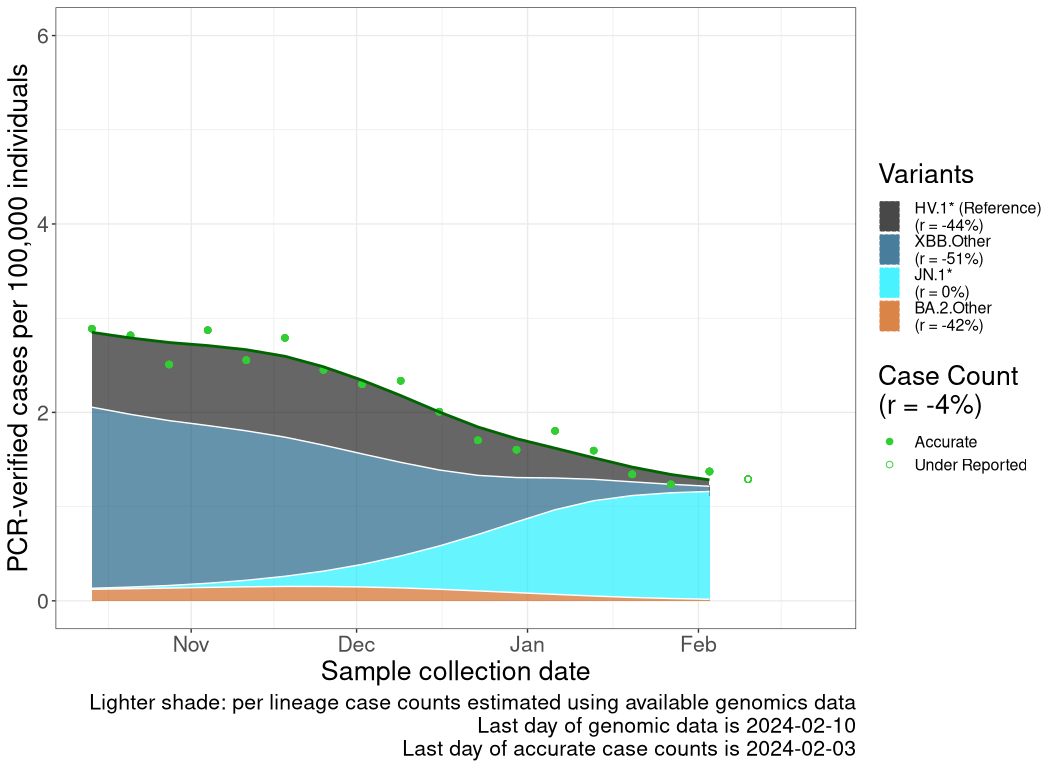 PCR-verified cases per 100,000 individuals
6
4
2
0
Nov
Dec
Jan
Feb
Sample collection date
Variants
HV.1* (Reference)
(r = -44%)
XBB.Other
(r = -51%)
JN.1*
(r = 0%)
BA.2.Other
(r = -42%)
Case Count
(r = -4%)
Accurate
Under Reported
Lighter shade: per lineage case counts estimated using available genomics data
Last day of genomic data is 2024-02-10
Last day of accurate case counts is 2024-02-03